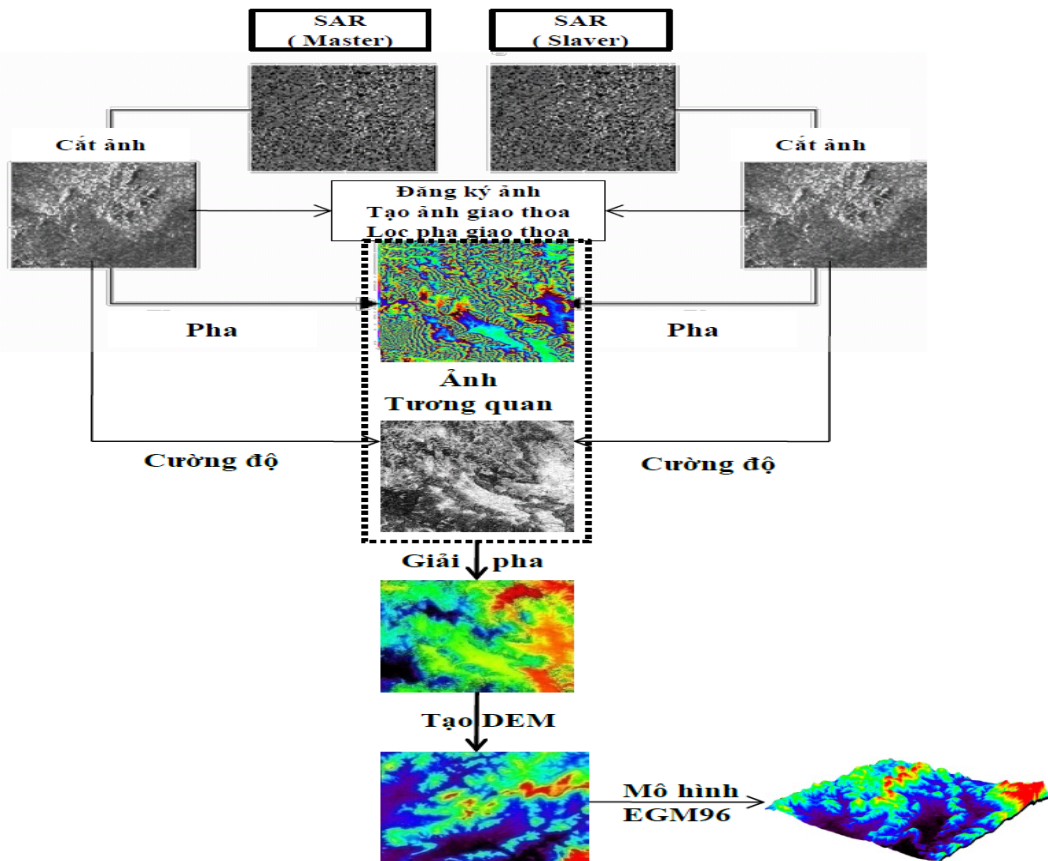 SAR
( Master)
SAR
( Slaver)
Cắt ảnh
Cắt ảnh
Đăng ký ảnh
Tạo ảnh giao thoa
Lọc pha giao thoa
Pha
Pha
Ảnh
Tương quan
Cường độ
Cường độ
Giải pha
Tạo DEM
Mô hình
EGM96